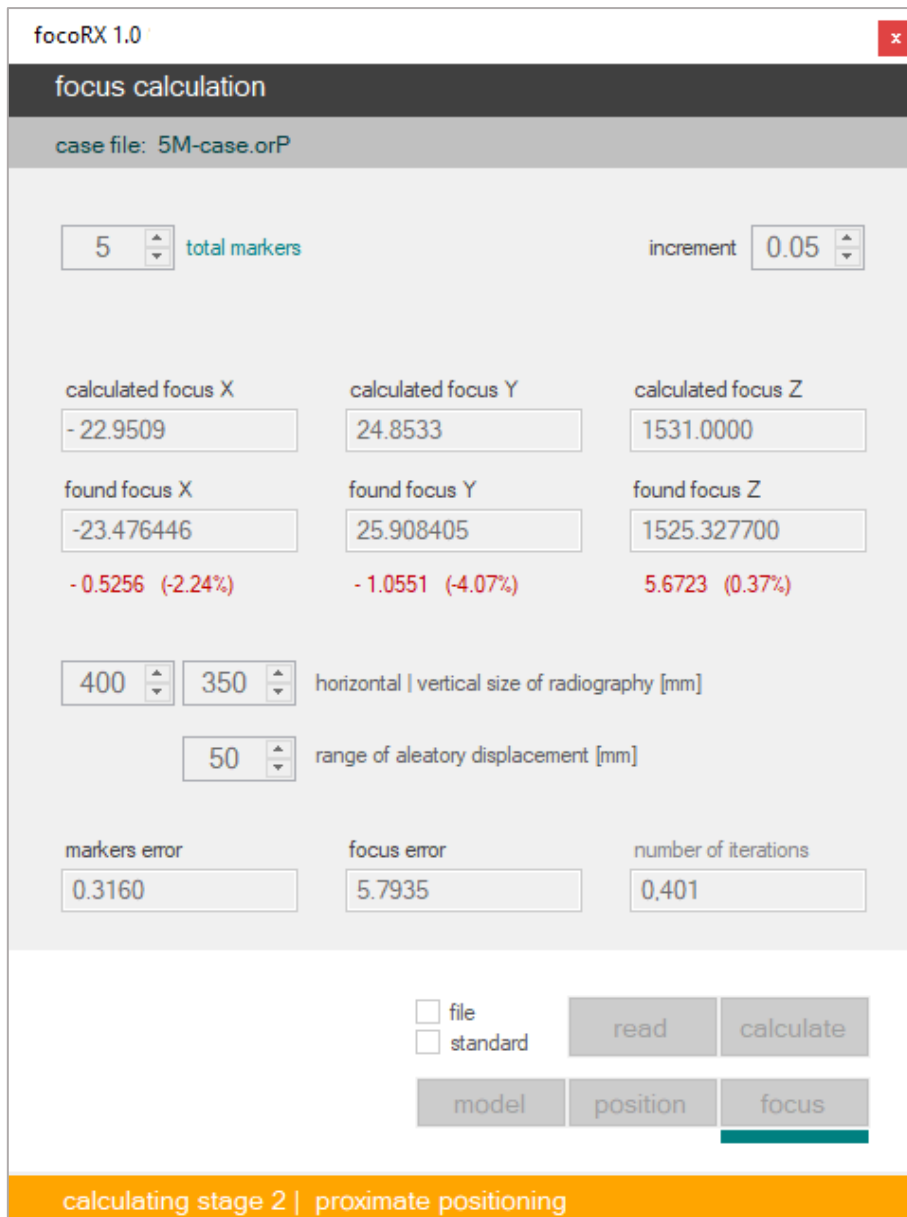 focoRX 1.0
x
focus calculation
case file: 5M-case.orP
5 total markers increment 0.05
calculated focus X calculated focus Y calculated focus Z
- 22.9509 24.8533 1531.0000
found focus X found focus Y found focus Z
-23.476446 25.908405 1525.327700
- 0.5256 (-2.24%) - 1.0551 (-4.07%) 5.6723 (0.37%)
400 350 horizontal | vertical size of radiography [mm]
50 range of aleatory displacement [mm]
markers error focus error number of iterations
0.3160 5.7935 0,401
file
standard
read calculate
model position focus
calculating stage 2 | proximate positioning